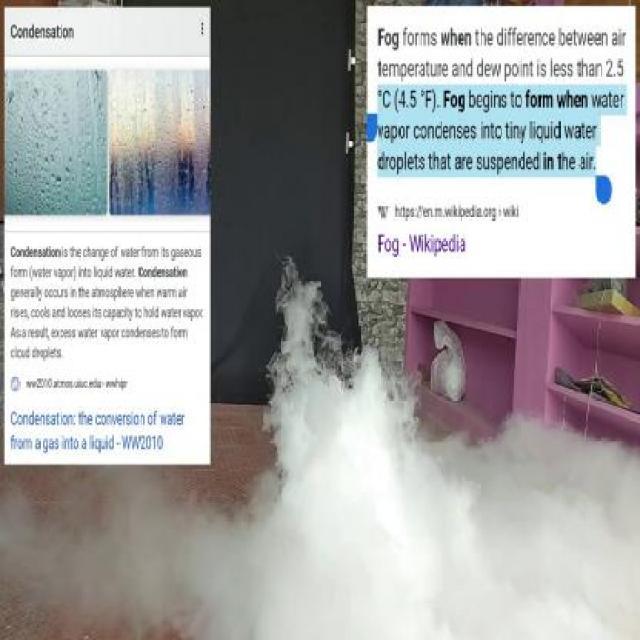 Condensation
Condensation is the change of water from its gaseous
form (water vapor) into liquid water. Condensation
generally occurs in the atmosphere when warm air
rises, cools and looses its capacity to hold water vapor.
As a result, excess water vapor condenses to form
cloud droplets.
ww2010.atmos.uiuc.edu › wwhlpr
Condensation: the conversion of water
from a gas into a liquid - WW2010
Fog forms when the difference between air
temperature and dew point is less than 2.5
°C (4.5 °F). Fog begins to form when water
vapor condenses into tiny liquid water
droplets that are suspended in the air.
W https://en.m.wikipedia.org › wiki
Fog - Wikipedia